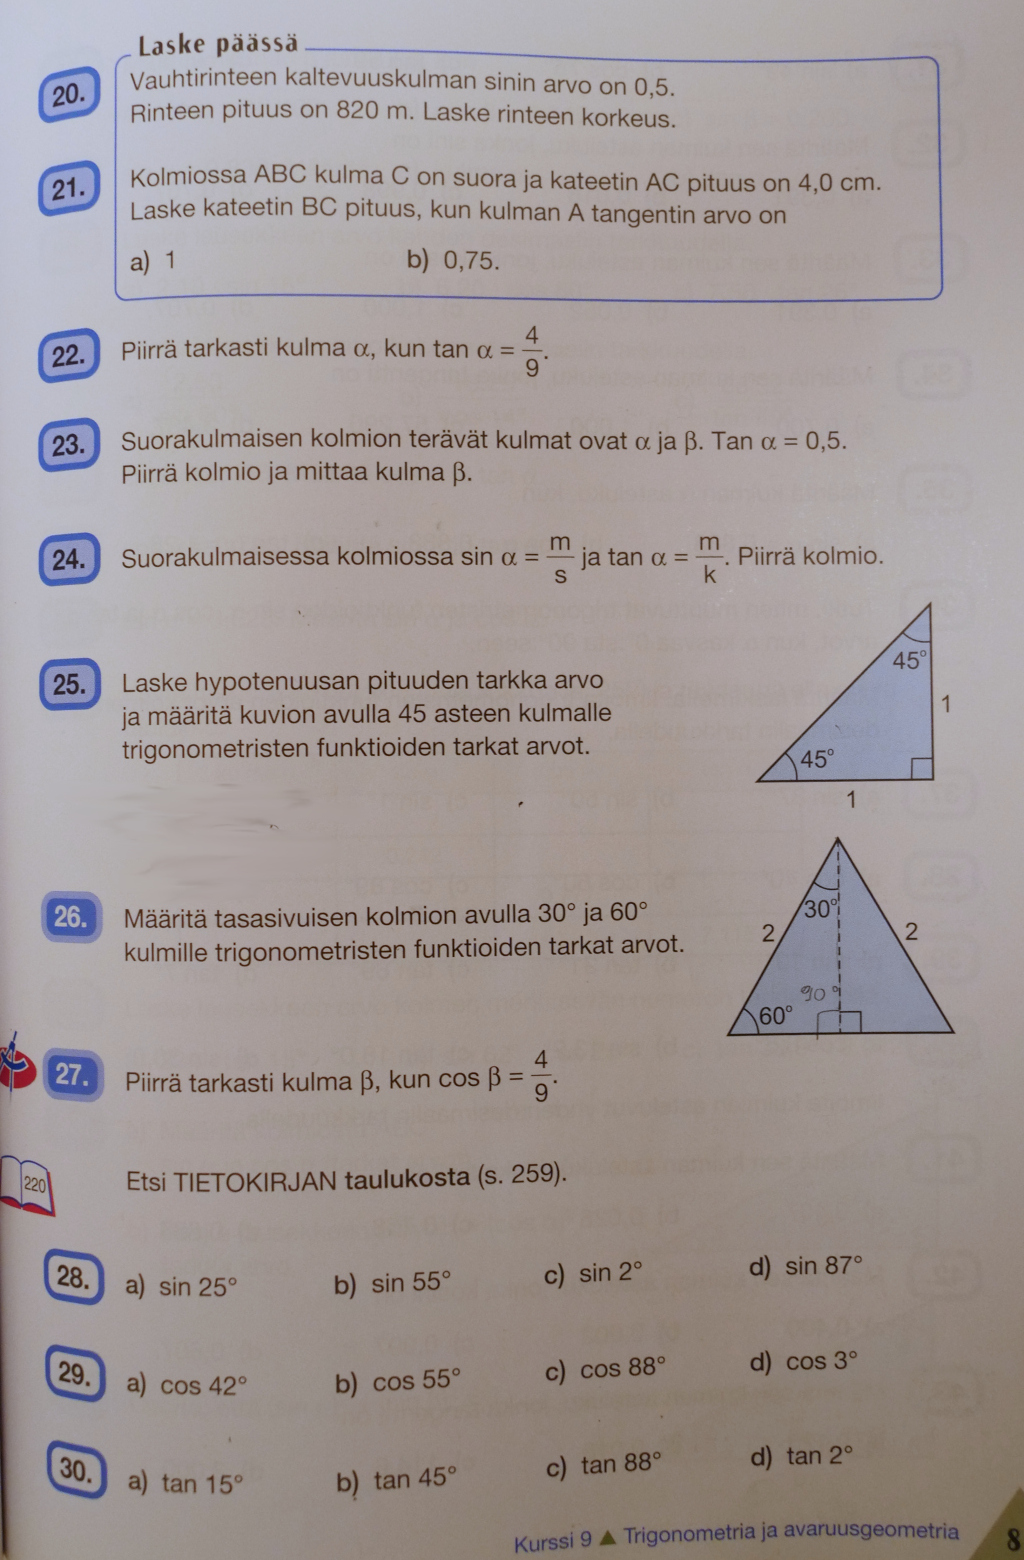 Laske päässä
20. Vauhtirinteen kaltevuuskulman sinin arvo on 0,5.
Rinteen pituus on 820 m. Laske rinteen korkeus.
21. Kolmiossa ABC kulma C on suora ja kateetin AC pituus on 4,0 cm.
Laske kateetin BC pituus, kun kulman A tangentin arvo on
a) 1 b) 0,75.
22. Piirrä tarkasti kulma α, kun tan α = 4/9.
23. Suorakulmaisen kolmion terävät kulmat ovat α ja β. Tan α = 0,5.
Piirrä kolmio ja mittaa kulma β.
24. Suorakulmaisessa kolmiossa sin α = m/s ja tan α = m/k. Piirrä kolmio.
25. Laske hypotenuusan pituuden tarkka arvo
ja määritä kuvion avulla 45 asteen kulmalle
trigonometristen funktioiden tarkat arvot.
45°
1
45°
1
26. Määritä tasasivuisen kolmion avulla 30° ja 60°
kulmille trigonometristen funktioiden tarkat arvot.
30°
2
2
90°
60°
27. Piirrä tarkasti kulma β, kun cos β = 4/9.
220
Etsi TIETOKIRJAN taulukosta (s. 259).
28. a) sin 25° b) sin 55° c) sin 2° d) sin 87°
29. a) cos 42° b) cos 55° c) cos 88° d) cos 3°
30. a) tan 15° b) tan 45° c) tan 88° d) tan 2°
Kurssi 9 ▲ Trigonometria ja avaruusgeometria
8